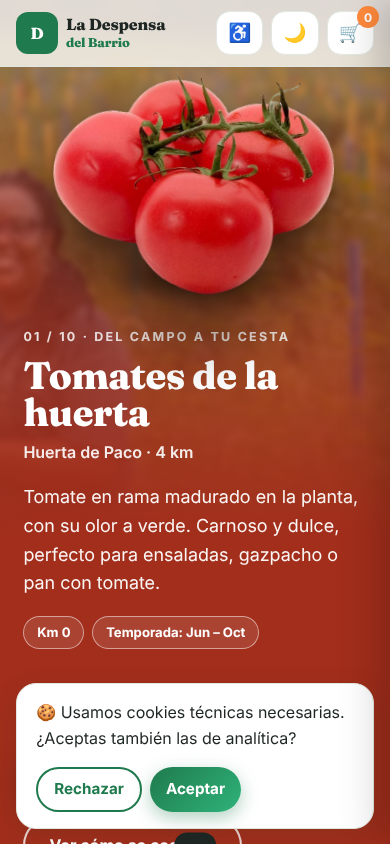 D
La Despensa
del Barrio
0
01 / 10 · DEL CAMPO A TU CESTA
Tomates de la
huerta
Huerta de Paco · 4 km
Tomate en rama madurado en la planta,
con su olor a verde. Carnoso y dulce,
perfecto para ensaladas, gazpacho o
pan con tomate.
Km 0
Temporada: Jun – Oct
🍪 Usamos cookies técnicas necesarias.
¿Aceptas también las de analítica?
Rechazar
Aceptar